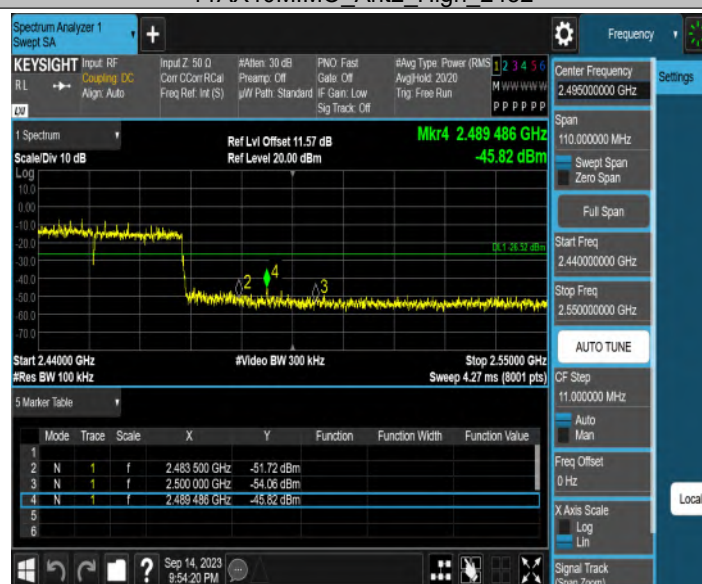 Spectrum Analyzer 1
Swept SA
+
Frequency
KEYSIGHT
RL
LXI
Input: RF
Coupling: DC
Align: Auto
Input Z: 50 Ω
Corr CCorr RCal
Freq Ref: Int (S)
#Atten: 30 dB
Preamp: Off
µW Path: Standard
PNO: Fast
Gate: Off
IF Gain: Low
Sig Track: Off
#Avg Type: Power (RMS
Avg|Hold: 20/20
Trig: Free Run
1 2 3 4 5 6
M W W W W W
P P P P P P
1 Spectrum
Scale/Div 10 dB
Ref Lvl Offset 11.57 dB
Ref Level 20.00 dBm
Mkr4 2.489 486 GHz
-45.82 dBm
Log
10.0
0.00
-10.0
-20.0
-30.0
-40.0
-50.0
-60.0
-70.0
DL1 -26.52 dBm
2
4
3
Start 2.44000 GHz
#Video BW 300 kHz
Stop 2.55000 GHz
#Res BW 100 kHz
Sweep 4.27 ms (8001 pts)
5 Marker Table
Mode Trace Scale X Y Function Function Width Function Value
1
2 N 1 f 2.483 500 GHz -51.72 dBm
3 N 1 f 2.500 000 GHz -54.06 dBm
4 N 1 f 2.489 486 GHz -45.82 dBm
5
6
Sep 14, 2023
9:54:20 PM
?
Center Frequency
2.495000000 GHz
Settings
Span
110.000000 MHz
Swept Span
Zero Span
Full Span
Start Freq
2.440000000 GHz
Stop Freq
2.550000000 GHz
AUTO TUNE
CF Step
11.000000 MHz
Auto
Man
Freq Offset
0 Hz
Local
X Axis Scale
Log
Lin
Signal Track
(Span Zoom)